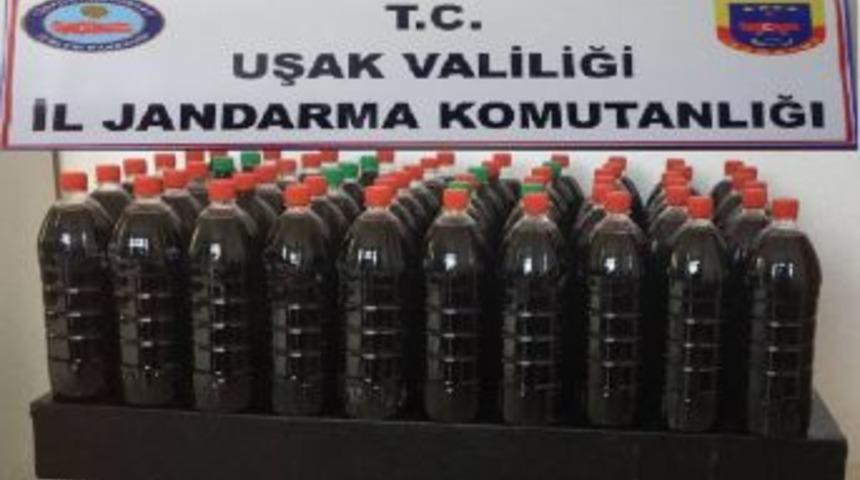 T.C.
UŞAK VALİLİĞİ
İL JANDARMA KOMUTANLIĞI